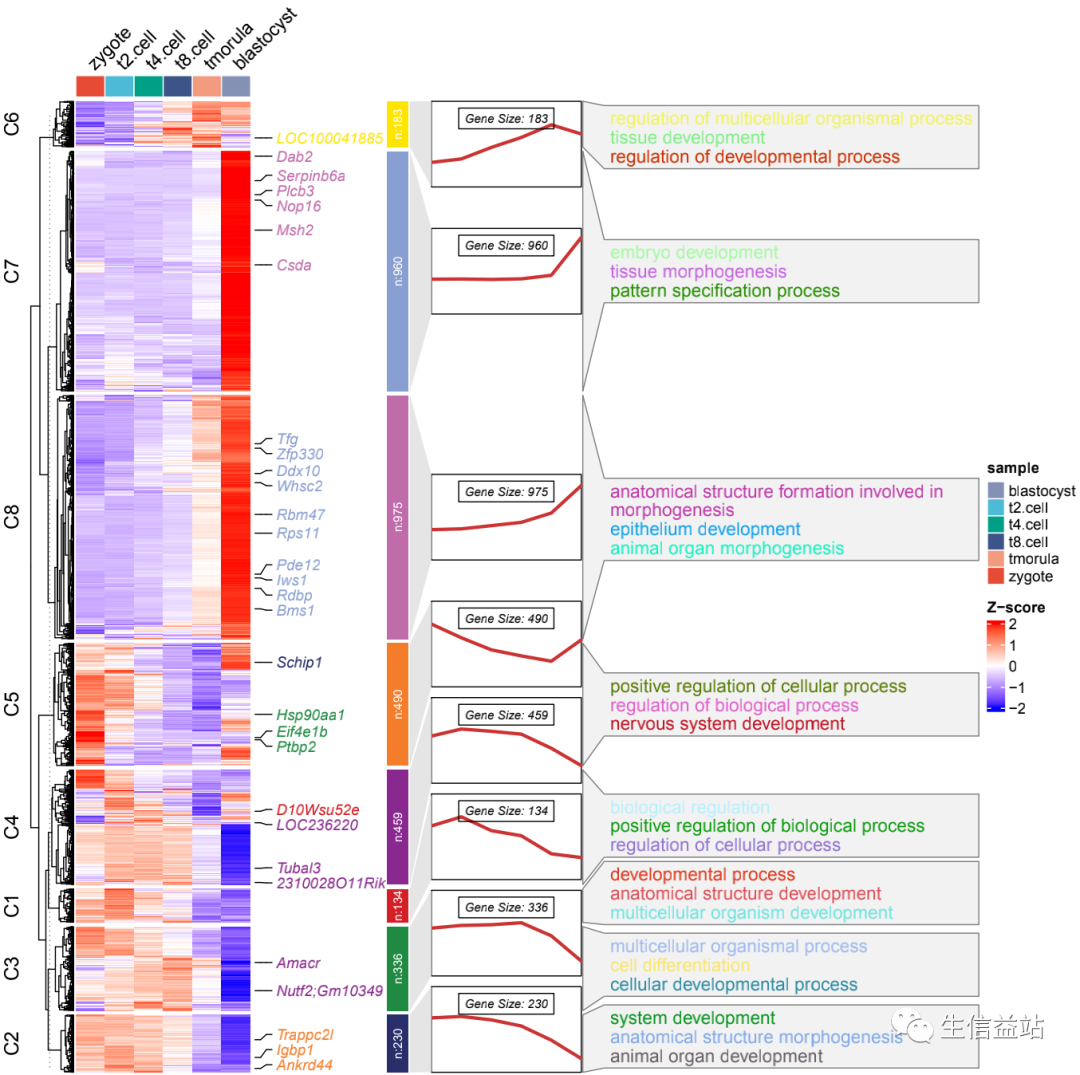 zygote
t2.cell
t4.cell
t8.cell
tmorula
blastocyst
C6
C7
C8
C5
C4
C1
C3
C2
LOC100041885
Dab2
Serpinb6a
Plcb3
Nop16
Msh2
Csda
Tfg
Zfp330
Ddx10
Whsc2
Rbm47
Rps11
Pde12
Iws1
Rdbp
Bms1
Schip1
Hsp90aa1
Eif4e1b
Ptbp2
D10Wsu52e
LOC236220
Tubal3
2310028O11Rik
Amacr
Nutf2;Gm10349
Trappc2l
Igbp1
Ankrd44
n:183
n:960
n:975
n:490
n:459
n:134
n:336
n:230
Gene Size: 183
Gene Size: 960
Gene Size: 975
Gene Size: 490
Gene Size: 459
Gene Size: 134
Gene Size: 336
Gene Size: 230
regulation of multicellular organismal process
tissue development
regulation of developmental process
embryo development
tissue morphogenesis
pattern specification process
anatomical structure formation involved in
morphogenesis
epithelium development
animal organ morphogenesis
positive regulation of cellular process
regulation of biological process
nervous system development
biological regulation
positive regulation of biological process
regulation of cellular process
developmental process
anatomical structure development
multicellular organism development
multicellular organismal process
cell differentiation
cellular developmental process
system development
anatomical structure morphogenesis
animal organ development
sample
blastocyst
t2.cell
t4.cell
t8.cell
tmorula
zygote
Z−score
2
1
0
−1
−2
生信益站